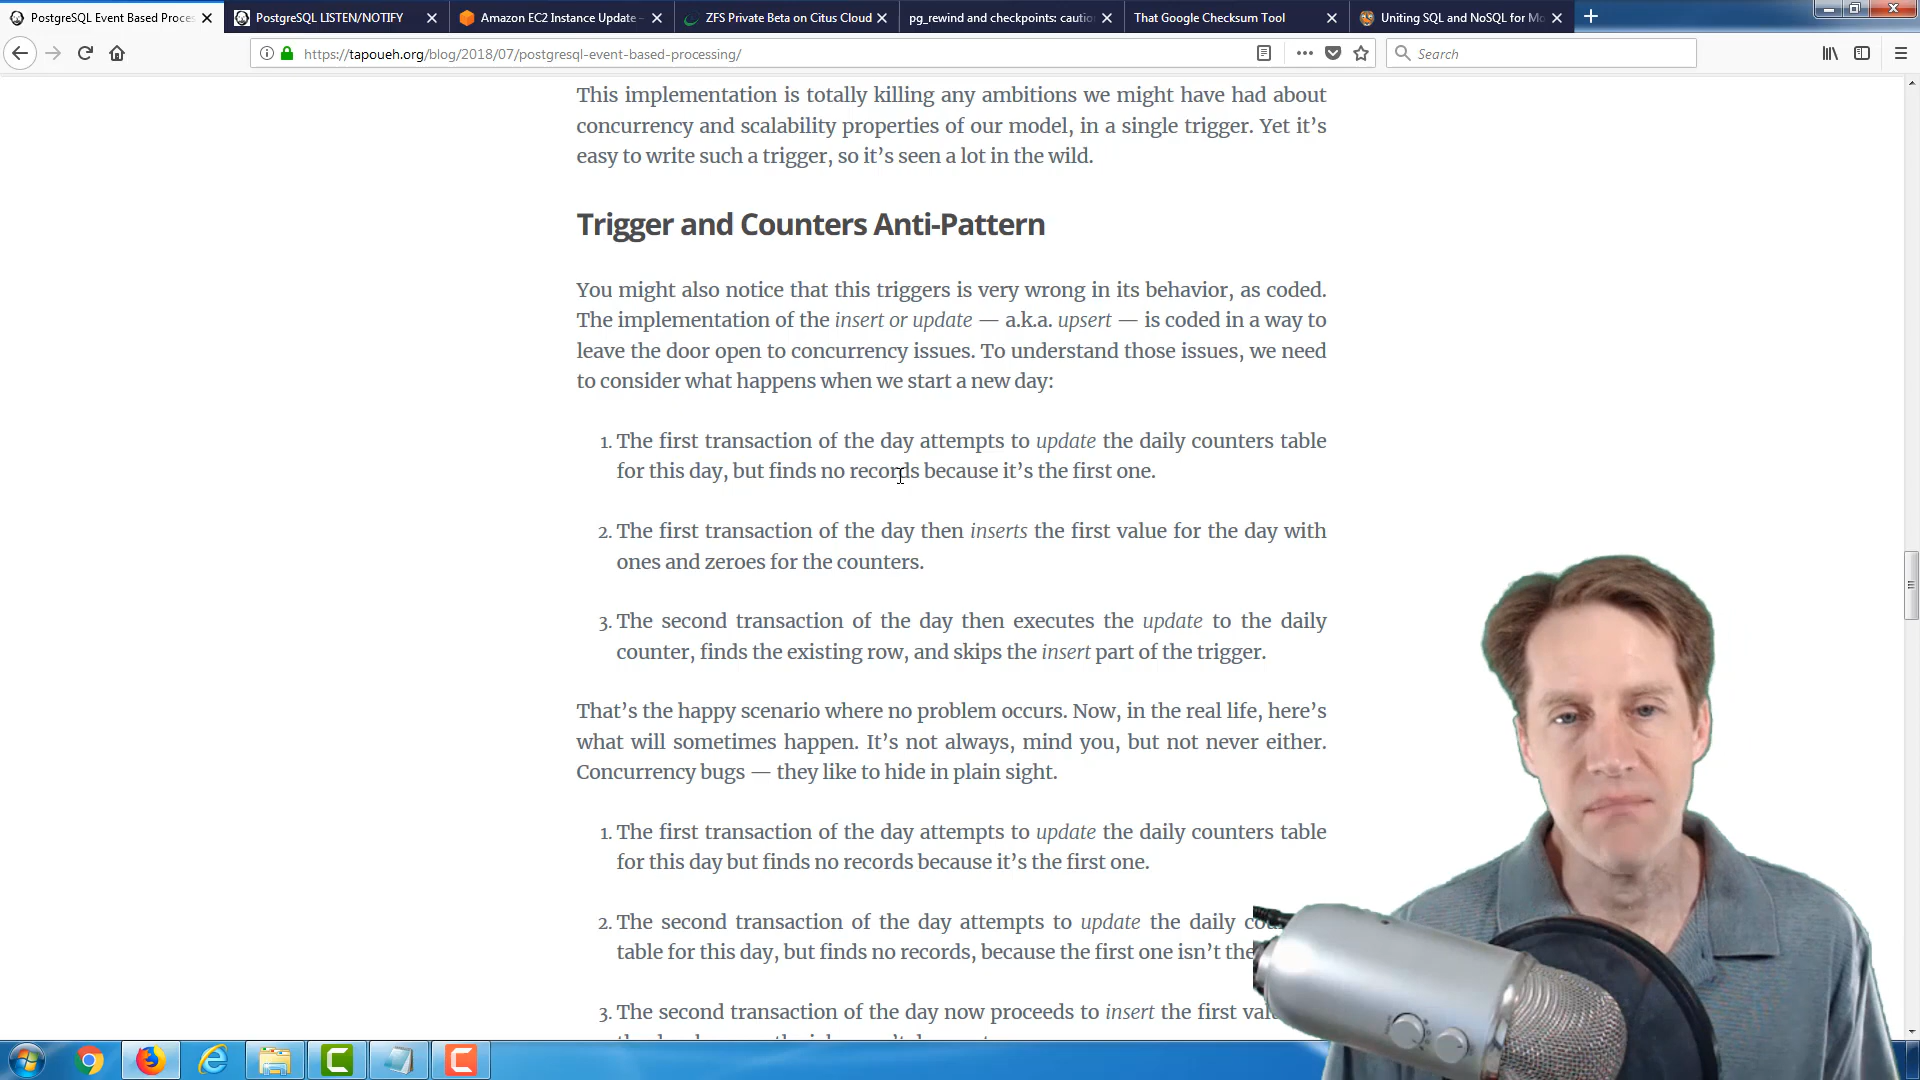 PostgreSQL Event Based Proces
PostgreSQL LISTEN/NOTIFY
Amazon EC2 Instance Update
ZFS Private Beta on Citus Cloud
pg_rewind and checkpoints: cautio
That Google Checksum Tool
Uniting SQL and NoSQL for Mo
https://tapoueh.org/blog/2018/07/postgresql-event-based-processing/
Search
This implementation is totally killing any ambitions we might have had about
concurrency and scalability properties of our model, in a single trigger. Yet it’s
easy to write such a trigger, so it’s seen a lot in the wild.
Trigger and Counters Anti-Pattern
You might also notice that this triggers is very wrong in its behavior, as coded.
The implementation of the insert or update — a.k.a. upsert — is coded in a way to
leave the door open to concurrency issues. To understand those issues, we need
to consider what happens when we start a new day:
1. The first transaction of the day attempts to update the daily counters table
for this day, but finds no records because it’s the first one.
2. The first transaction of the day then inserts the first value for the day with
ones and zeroes for the counters.
3. The second transaction of the day then executes the update to the daily
counter, finds the existing row, and skips the insert part of the trigger.
That’s the happy scenario where no problem occurs. Now, in the real life, here’s
what will sometimes happen. It’s not always, mind you, but not never either.
Concurrency bugs — they like to hide in plain sight.
1. The first transaction of the day attempts to update the daily counters table
for this day but finds no records because it’s the first one.
2. The second transaction of the day attempts to update the daily
table for this day, but finds no records, because the first one isn’t
3. The second transaction of the day now proceeds to insert the first